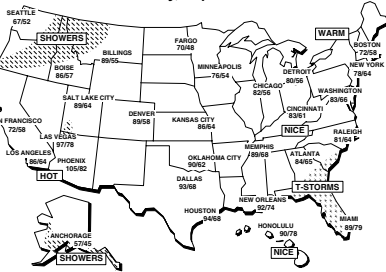 SEATTLE
67/52
SHOWERS
WARM
FARGO
70/48
BOSTON
72/58
BILLINGS
89/55
BOISE
86/57
MINNEAPOLIS
76/54
DETROIT
80/56
NEW YORK
78/64
CHICAGO
82/56
WASHINGTON
83/66
SALT LAKE CITY
89/64
DENVER
89/58
KANSAS CITY
86/64
CINCINNATI
83/61
N FRANCISCO
72/58
NICE
RALEIGH
81/64
LAS VEGAS
97/78
LOS ANGELES
86/64
PHOENIX
105/82
HOT
OKLAHOMA CITY
90/62
MEMPHIS
89/68
ATLANTA
84/65
DALLAS
93/68
T-STORMS
NEW ORLEANS
92/74
HOUSTON
94/68
MIAMI
89/79
ANCHORAGE
57/45
SHOWERS
HONOLULU
90/78
NICE